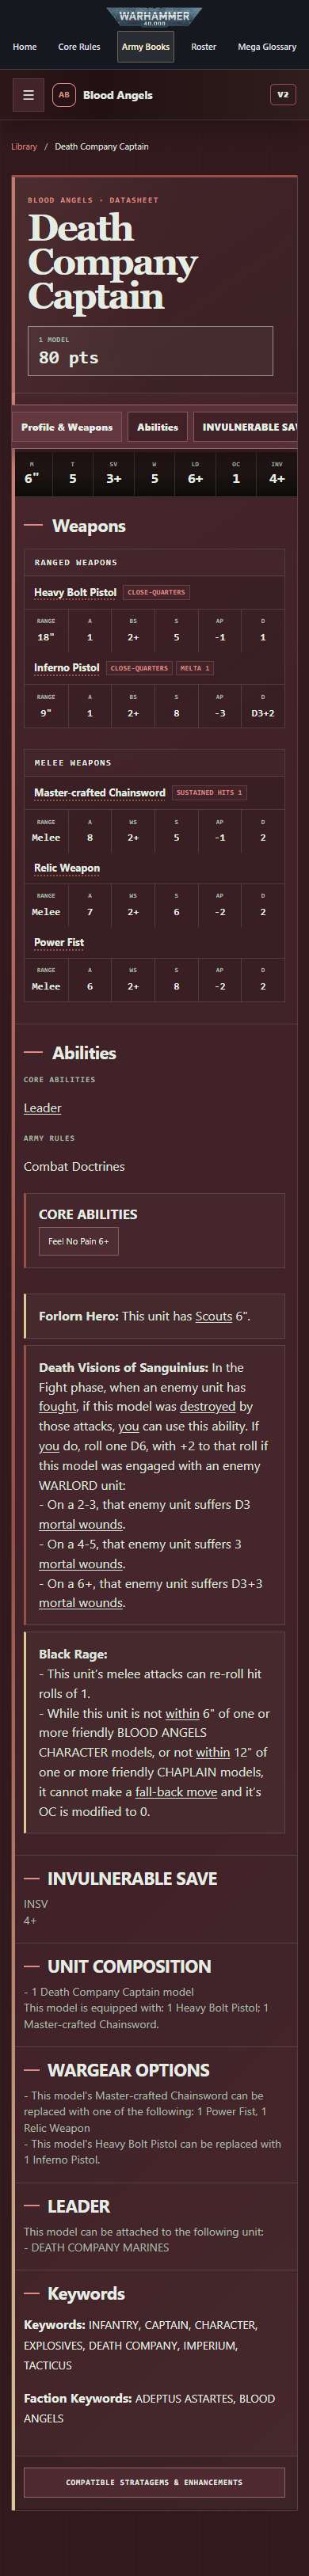 WARHAMMER
40,000
Home
Core Rules
Army Books
Roster
Mega Glossary
☰
AB
Blood Angels
V2
Library / Death Company Captain
BLOOD ANGELS · DATASHEET
Death
Company
Captain
1 MODEL
80 pts
Profile & Weapons
Abilities
INVULNERABLE SAV
M T SV W LD OC INV
6" 5 3+ 5 6+ 1 4+
Weapons
RANGED WEAPONS
Heavy Bolt Pistol CLOSE-QUARTERS
RANGE A BS S AP D
18" 1 2+ 5 -1 1
Inferno Pistol CLOSE-QUARTERS MELTA 1
RANGE A BS S AP D
9" 1 2+ 8 -3 D3+2
MELEE WEAPONS
Master-crafted Chainsword SUSTAINED HITS 1
RANGE A WS S AP D
Melee 8 2+ 5 -1 2
Relic Weapon
RANGE A WS S AP D
Melee 7 2+ 6 -2 2
Power Fist
RANGE A WS S AP D
Melee 6 2+ 8 -2 2
Abilities
CORE ABILITIES
Leader
ARMY RULES
Combat Doctrines
CORE ABILITIES
Feel No Pain 6+
Forlorn Hero: This unit has Scouts 6".
Death Visions of Sanguinius: In the
Fight phase, when an enemy unit has
fought, if this model was destroyed by
those attacks, you can use this ability. If
you do, roll one D6, with +2 to that roll if
this model was engaged with an enemy
WARLORD unit:
- On a 2-3, that enemy unit suffers D3
mortal wounds.
- On a 4-5, that enemy unit suffers 3
mortal wounds.
- On a 6+, that enemy unit suffers D3+3
mortal wounds.
Black Rage:
- This unit's melee attacks can re-roll hit
rolls of 1.
- While this unit is not within 6" of one or
more friendly BLOOD ANGELS
CHARACTER models, or not within 12" of
one or more friendly CHAPLAIN models,
it cannot make a fall-back move and it's
OC is modified to 0.
INVULNERABLE SAVE
INSV
4+
UNIT COMPOSITION
- 1 Death Company Captain model
This model is equipped with: 1 Heavy Bolt Pistol; 1
Master-crafted Chainsword.
WARGEAR OPTIONS
- This model's Master-crafted Chainsword can be
replaced with one of the following: 1 Power Fist, 1
Relic Weapon
- This model's Heavy Bolt Pistol can be replaced with
1 Inferno Pistol.
LEADER
This model can be attached to the following unit:
- DEATH COMPANY MARINES
Keywords
Keywords: INFANTRY, CAPTAIN, CHARACTER,
EXPLOSIVES, DEATH COMPANY, IMPERIUM,
TACTICUS
Faction Keywords: ADEPTUS ASTARTES, BLOOD
ANGELS
COMPATIBLE STRATAGEMS & ENHANCEMENTS